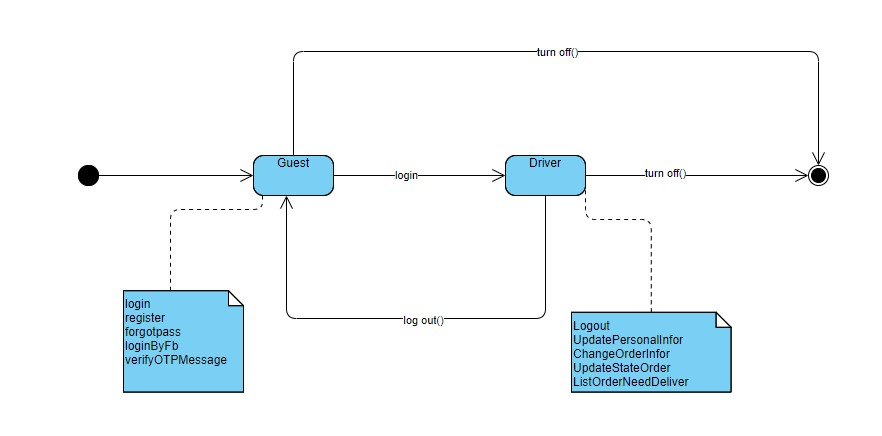 turn off()
Guest
Driver
login
turn off()
log out()
login
register
forgotpass
loginByFb
verifyOTPMessage
Logout
UpdatePersonalInfor
ChangeOrderInfor
UpdateStateOrder
ListOrderNeedDeliver